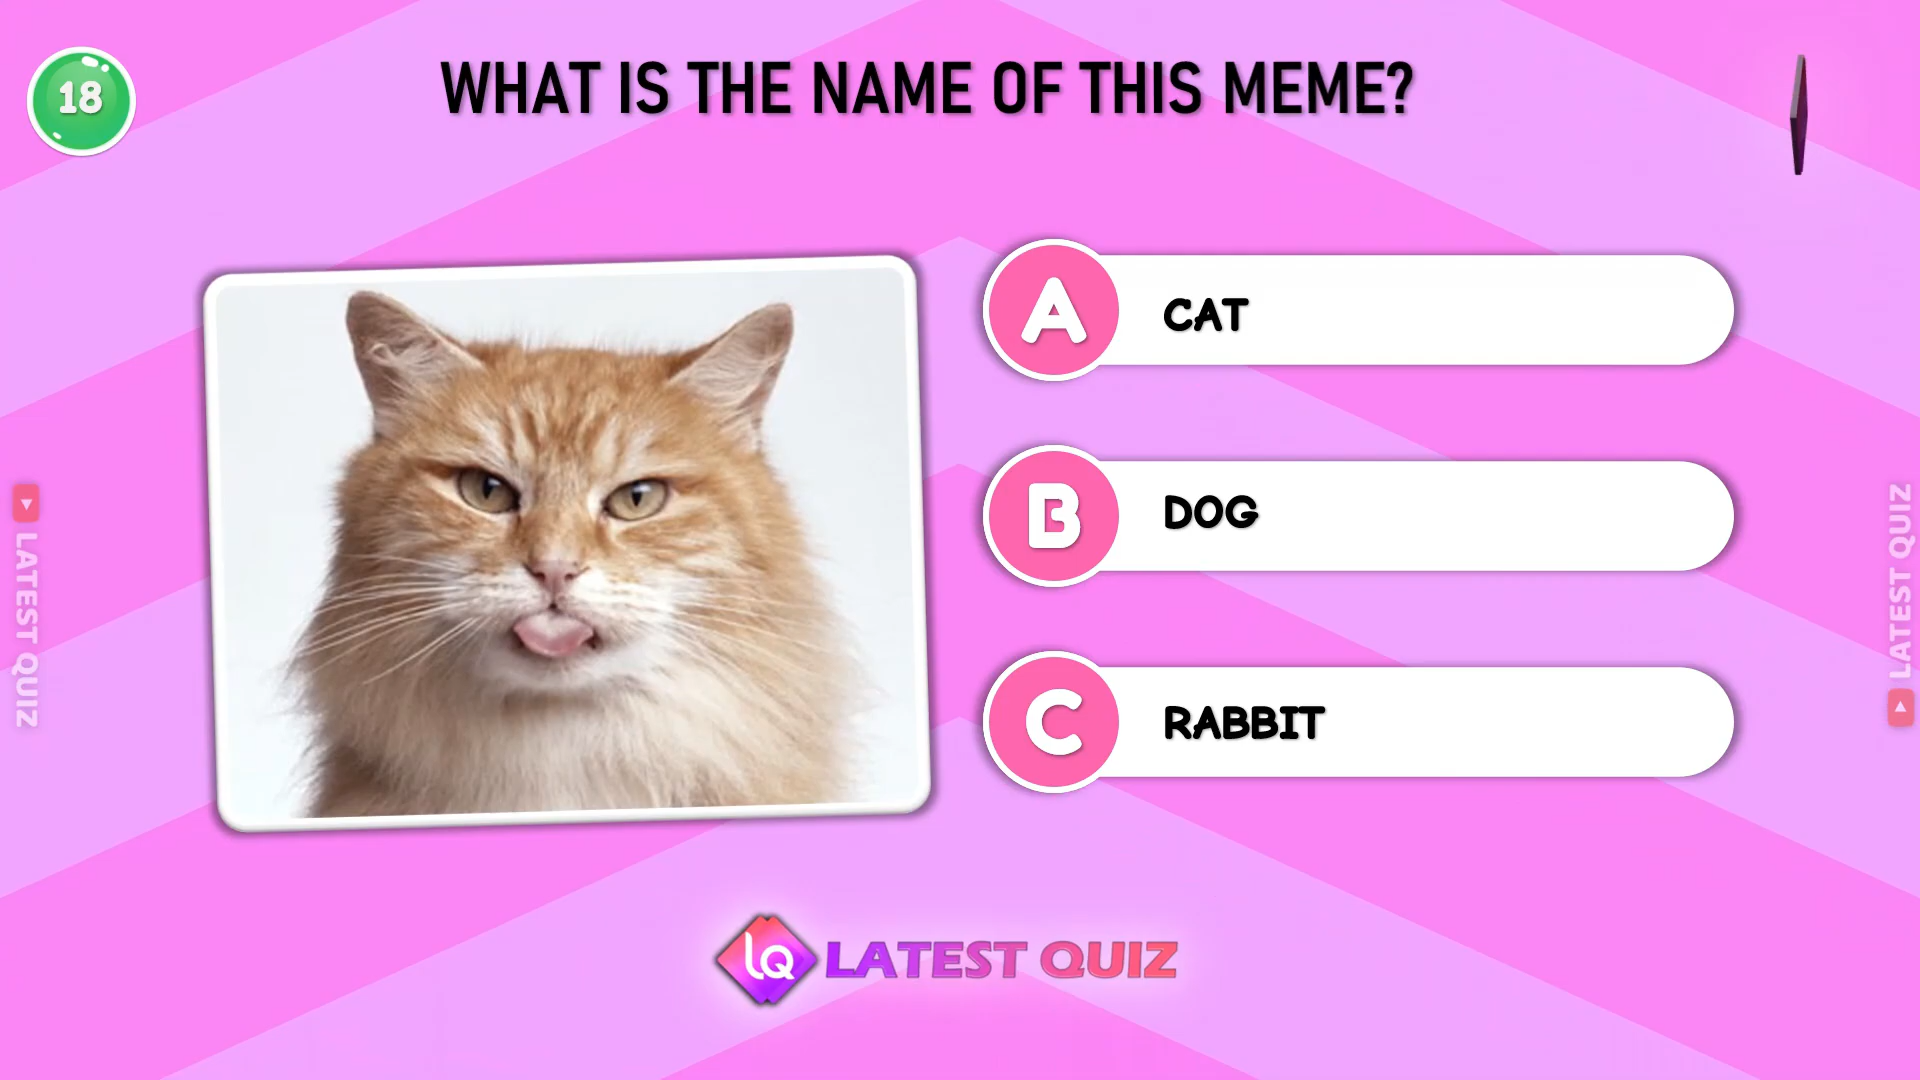 18
WHAT IS THE NAME OF THIS MEME?
A CAT
B DOG
C RABBIT
LATEST QUIZ
LATEST QUIZ
LQ LATEST QUIZ